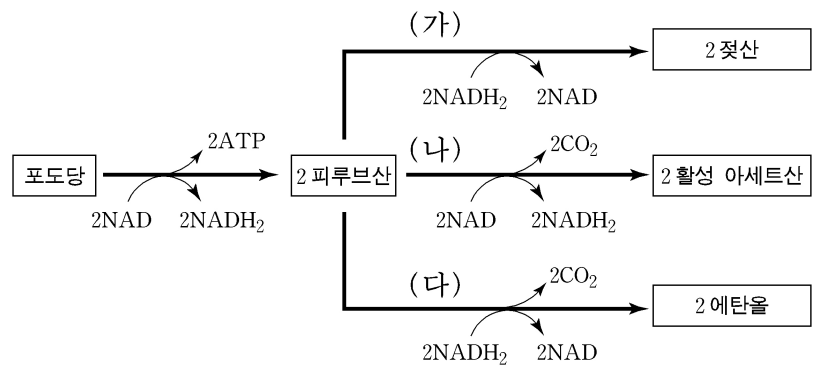 (가)
2 젖산
2NADH₂ 2NAD
2ATP
(나)
2CO₂
포도당
2 피루브산
2 활성 아세트산
2NAD 2NADH₂
2NAD 2NADH₂
(다)
2CO₂
2 에탄올
2NADH₂ 2NAD